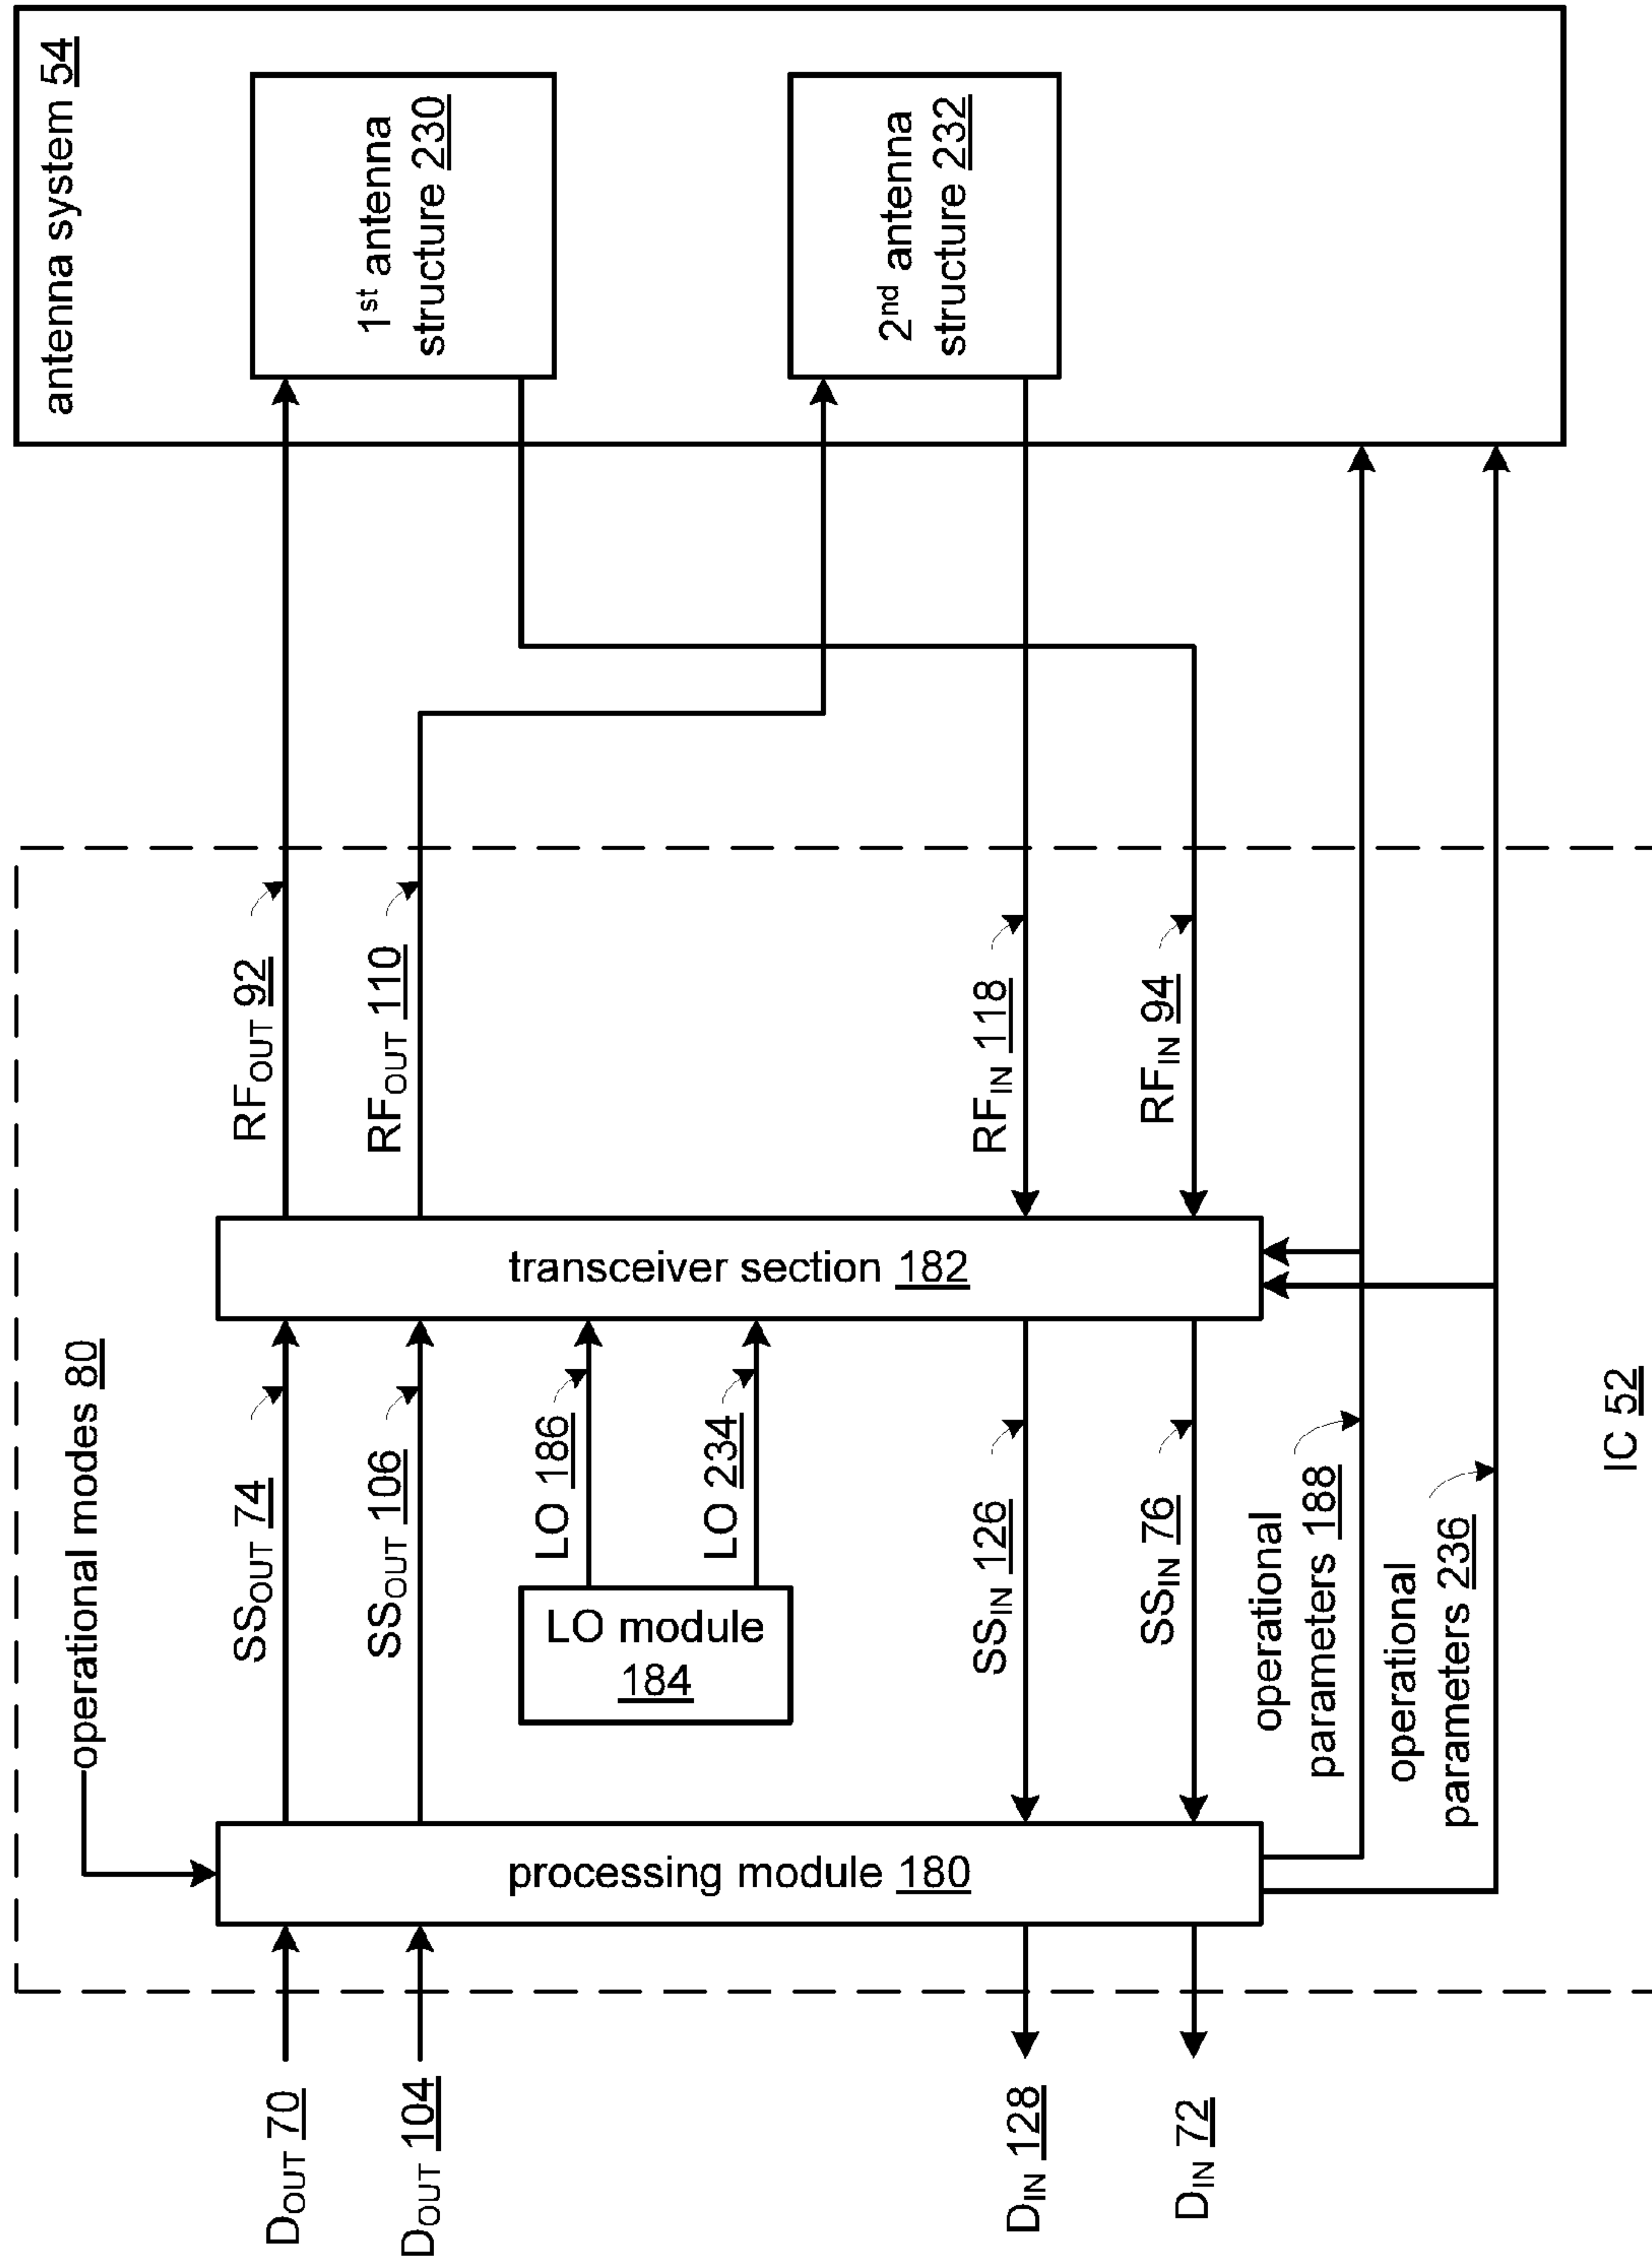 antenna system 54
1st antenna
structure 230
2nd antenna
structure 232
RFOUT 92
RFOUT 110
RFIN 118
RFIN 94
transceiver section 182
operational modes 80
SSOUT 74
SSOUT 106
LO 186
LO 234
LO module
184
SSIN 126
SSIN 76
operational
parameters 188
operational
parameters 236
IC 52
processing module 180
DOUT 70
DOUT 104
DIN 128
DIN 72